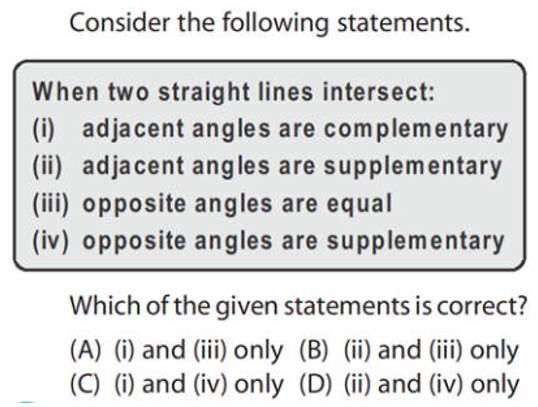 Consider the following statements.
When two straight lines intersect:
(i) adjacent angles are complementary
(ii) adjacent angles are supplementary
(iii) opposite angles are equal
(iv) opposite angles are supplementary
Which of the given statements is correct?
(A) (i) and (iii) only (B) (ii) and (iii) only
(C) (i) and (iv) only (D) (ii) and (iv) only